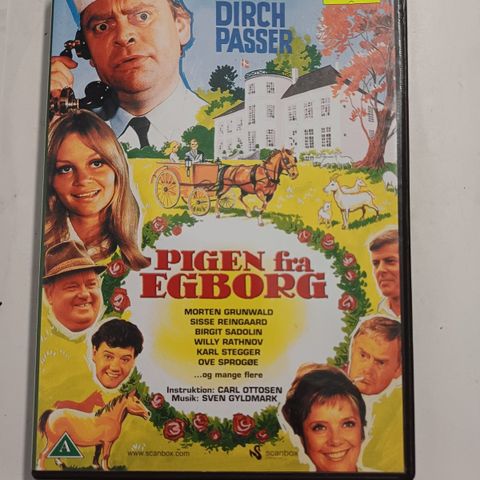 DIRCH
PASSER
PIGEN fra
EGBORG
MORTEN GRUNWALD
SISSE REINGAARD
BIRGIT SADOLIN
WILLY RATHNOV
KARL STEGGER
OVE SPROGØE
...og mange flere
Instruktion: CARL OTTOSEN
Musik: SVEN GYLDMARK
A
www.scanbox.com
scanbox